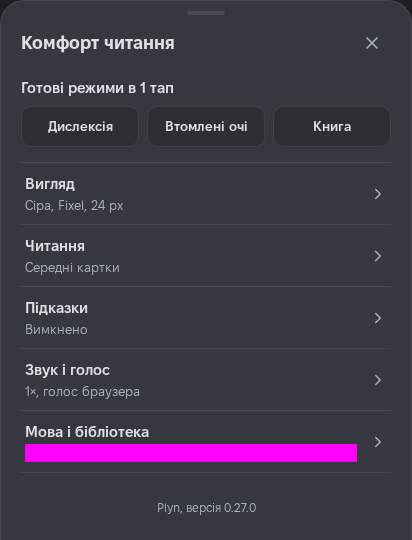 Комфорт читання
Готові режими в 1 тап
Дислексія
Втомлені очі
Книга
Вигляд
Сіра, Fixel, 24 px
Читання
Середні картки
Підказки
Вимкнено
Звук і голос
1×, голос браузера
Мова і бібліотека
Plyn, версія 0.27.0